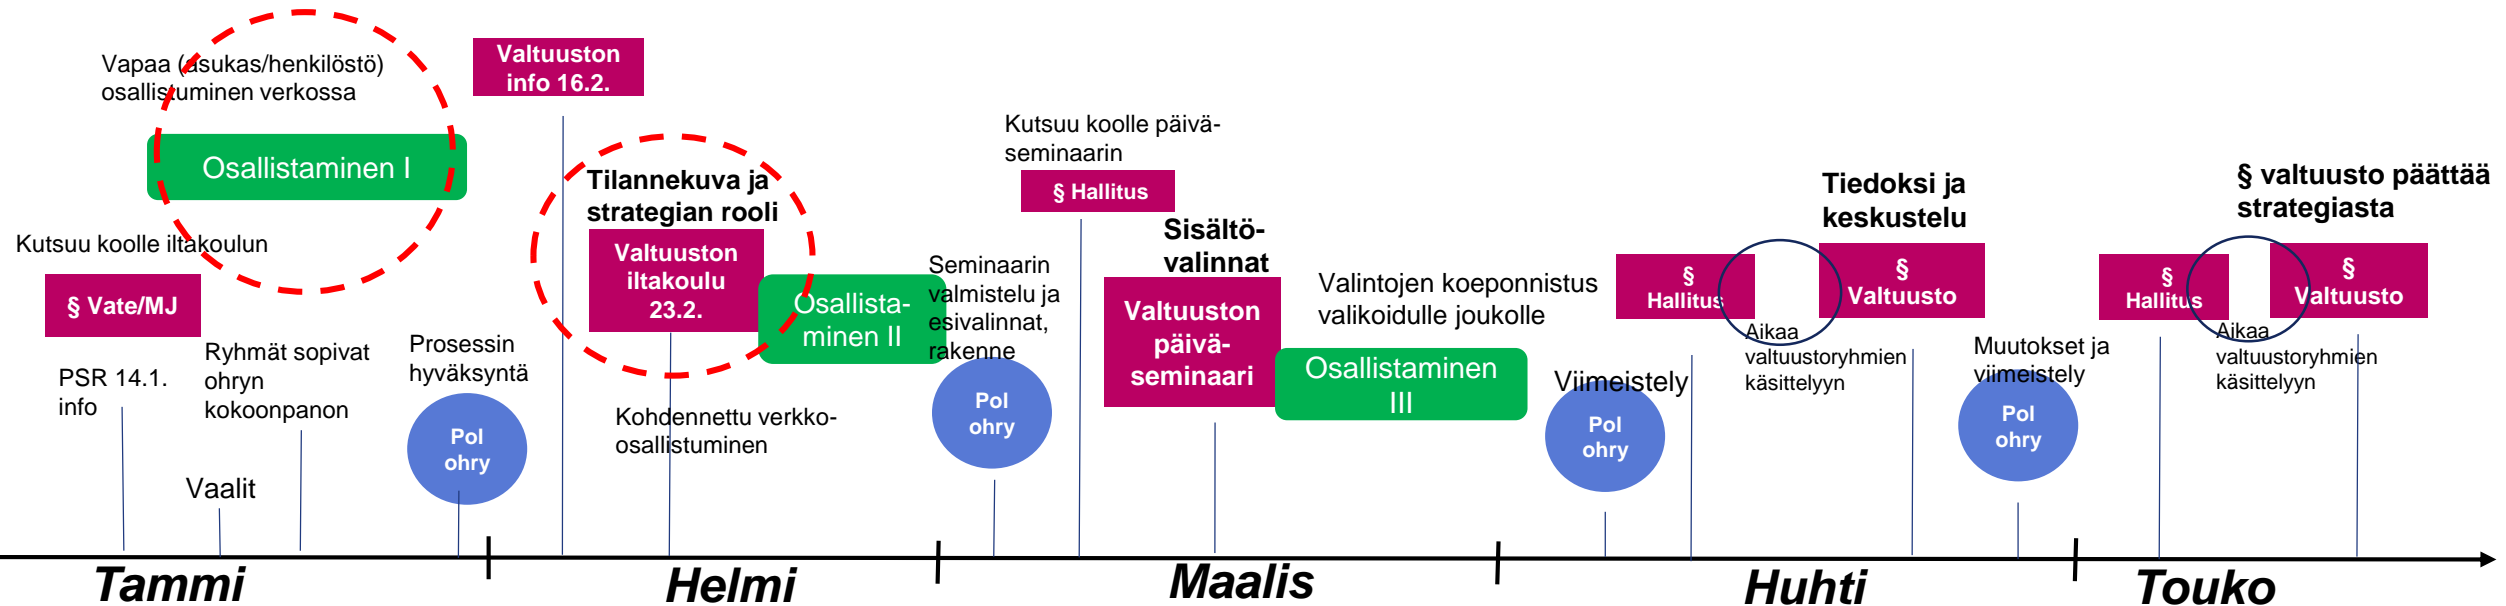 Vapaa (asukas/henkilöstö)
osallistuminen verkossa
Osallistaminen I
Kutsuu koolle iltakoulun
§ Vate/MJ
PSR 14.1.
info
Vaalit
Ryhmät sopivat
ohryn
kokoonpanon
Prosessin
hyväksyntä
Pol
ohry
Valtuuston
info 16.2.
Tilannekuva ja
strategian rooli
Valtuuston
iltakoulu
23.2.
Osallista-
minen II
Kohdennettu verkko-
osallistuminen
Seminaarin
valmistelu ja
esivalinnat,
rakenne
Pol
ohry
Kutsuu koolle päivä-
seminaarin
§ Hallitus
Sisältö-
valinnat
Valtuuston
päivä-
seminaari
Valintojen koeponnistus
valikoidulle joukolle
Osallistaminen
III
Viimeistely
Pol
ohry
§
Hallitus
Aikaa
valtuustoryhmien
käsittelyyn
Tiedoksi ja
keskustelu
§
Valtuusto
Muutokset ja
viimeistely
Pol
ohry
§
Hallitus
Aikaa
valtuustoryhmien
käsittelyyn
§ valtuusto päättää
strategiasta
§
Valtuusto
Tammi
Helmi
Maalis
Huhti
Touko